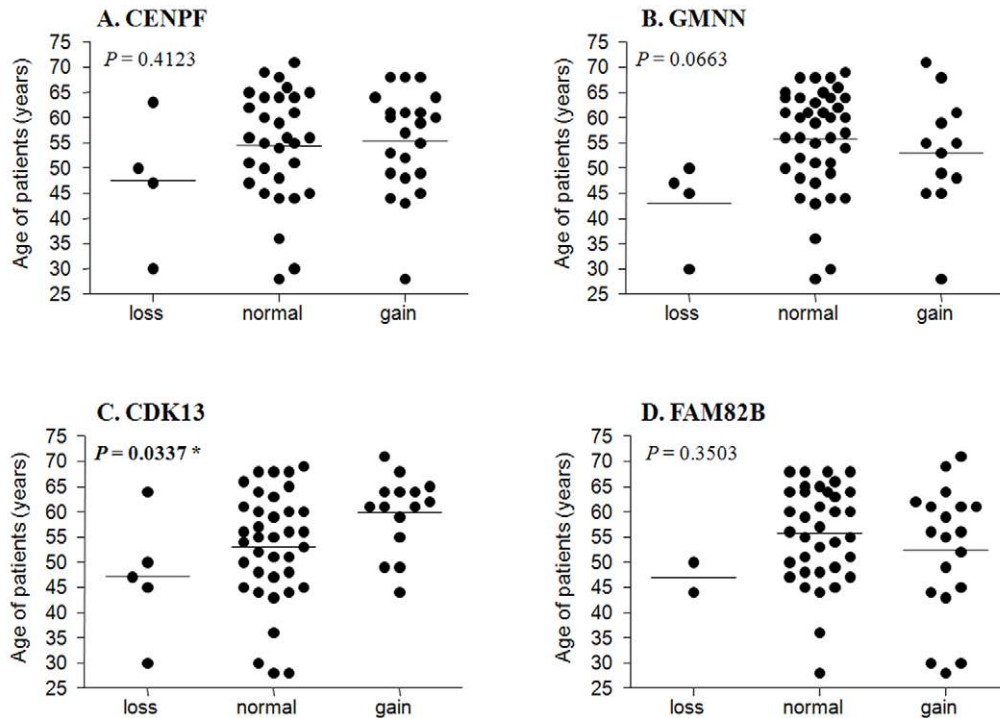 A. CENPF
P = 0.4123
Age of patients (years)
75
70
65
60
55
50
45
40
35
30
25
loss normal gain
B. GMNN
P = 0.0663
Age of patients (years)
75
70
65
60
55
50
45
40
35
30
25
loss normal gain
C. CDK13
P = 0.0337 *
Age of patients (years)
75
70
65
60
55
50
45
40
35
30
25
loss normal gain
D. FAM82B
P = 0.3503
Age of patients (years)
75
70
65
60
55
50
45
40
35
30
25
loss normal gain